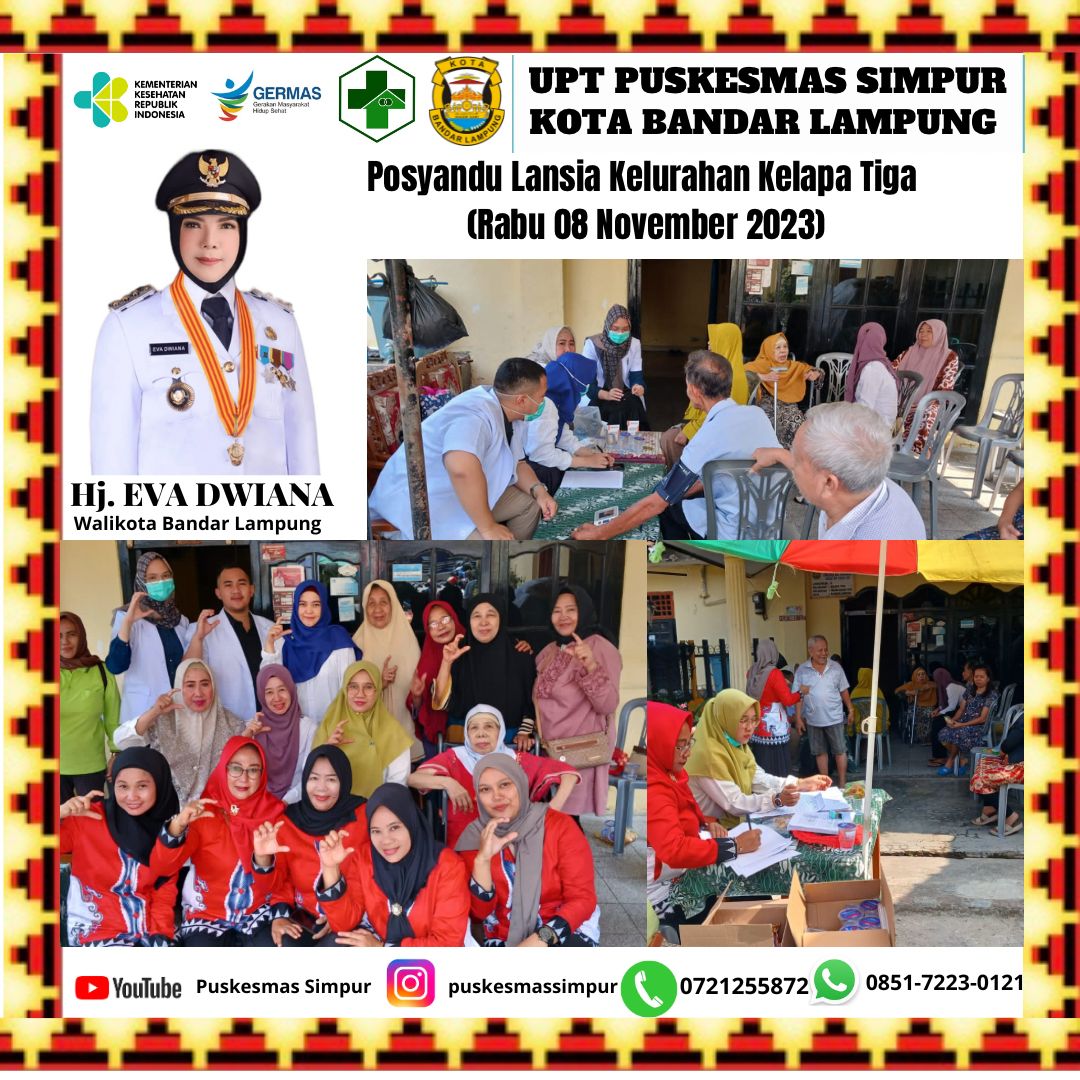 KEMENTERIAN
KESEHATAN
REPUBLIK
INDONESIA
GERMAS
Gerakan Masyarakat
Hidup Sehat
KOTA
BANDAR LAMPUNG
UPT PUSKESMAS SIMPUR
KOTA BANDAR LAMPUNG
Posyandu Lansia Kelurahan Kelapa Tiga
(Rabu 08 November 2023)
EVA DWIANA
Hj. EVA DWIANA
Walikota Bandar Lampung
YouTube
Puskesmas Simpur
puskesmassimpur
0721255872
0851-7223-0121